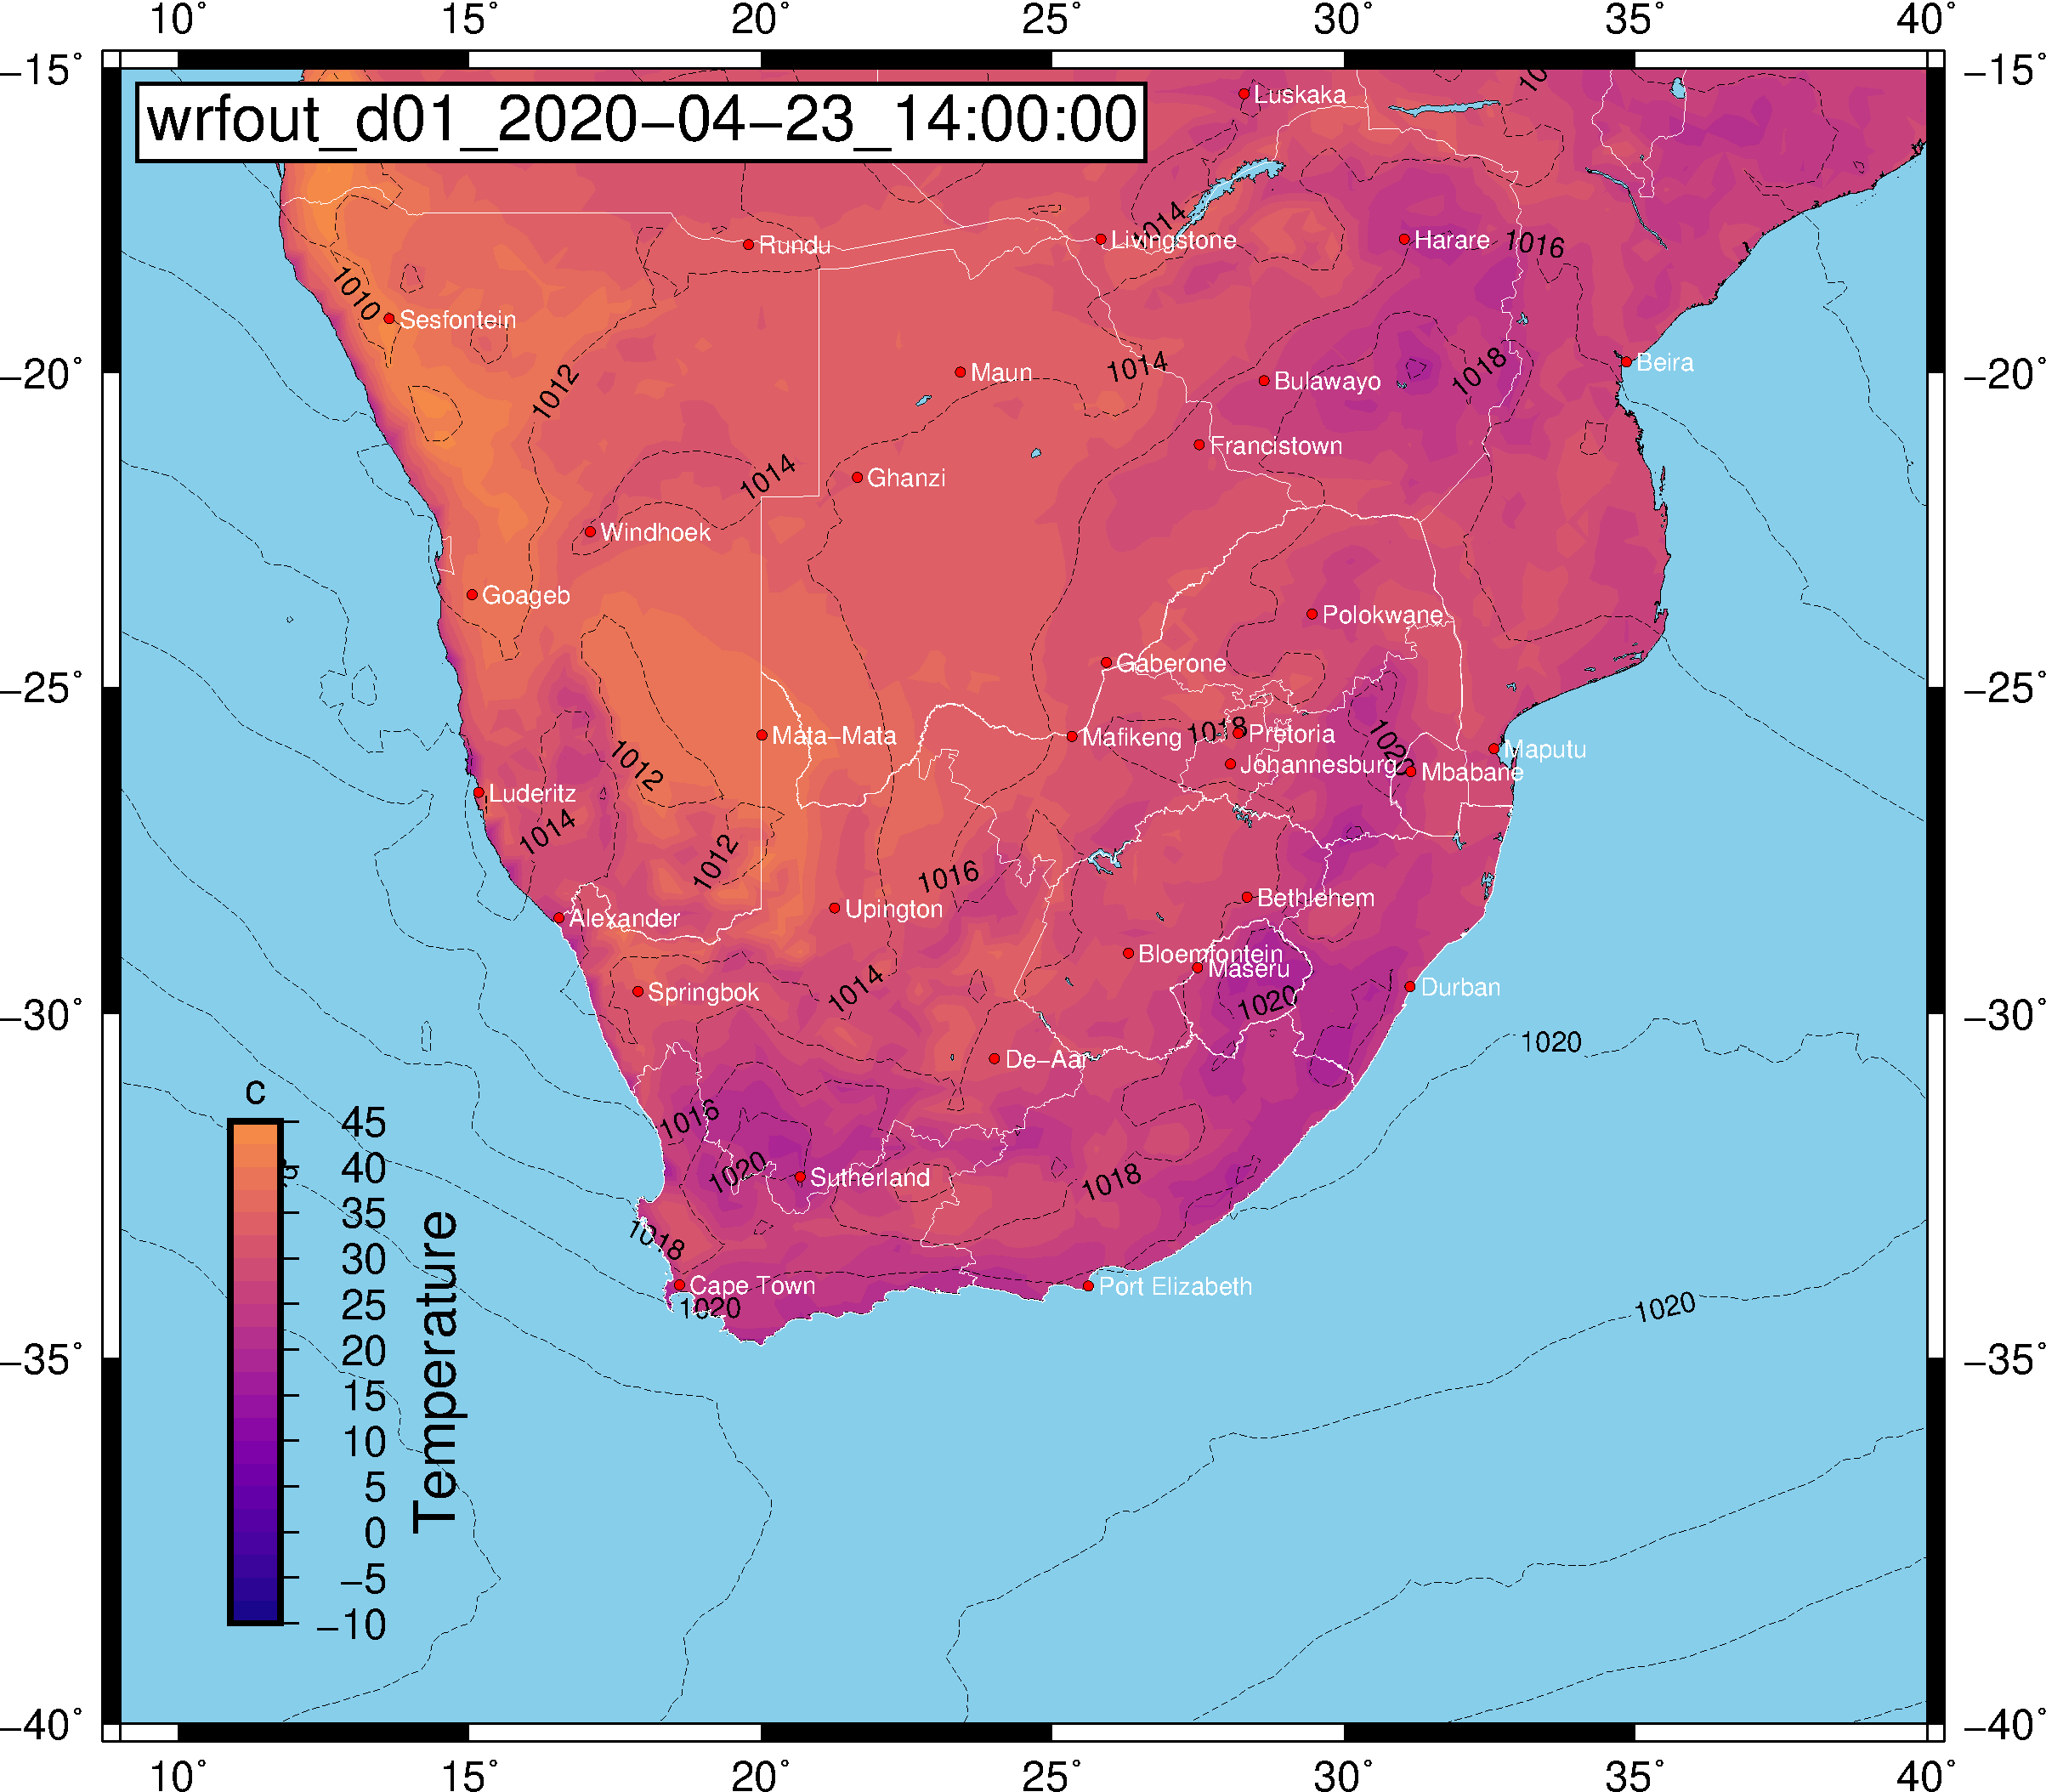 10° 15° 20° 25° 30° 35° 40°
−15° −15°
wrfout_d01_2020−04−23_14:00:00
Luskaka
1014
Rundu
Livingstone
Harare
1016
1010
Sesfontein
Beira
−20° −20°
Maun
1014
Bulawayo
1018
1012
Francistown
1014
Ghanzi
Windhoek
Goageb
Polokwane
Gaberone
−25° −25°
Mata−Mata
Mafikeng
1018
Pretoria
1020
Maputu
1012
Johannesburg
Mbabane
Luderitz
1014
1012
1016
Bethlehem
Upington
Alexander
Bloemfontein
Maseru
Springbok
1014
1020
Durban
−30° −30°
1020
De−Aar
c
1016
1020
Sutherland
1018
1018
Cape Town
1020
Port Elizabeth
1020
45
40
35
30
25
20
15
10
5
0
−5
−10
Temperature
−35° −35°
−40° −40°
10° 15° 20° 25° 30° 35° 40°